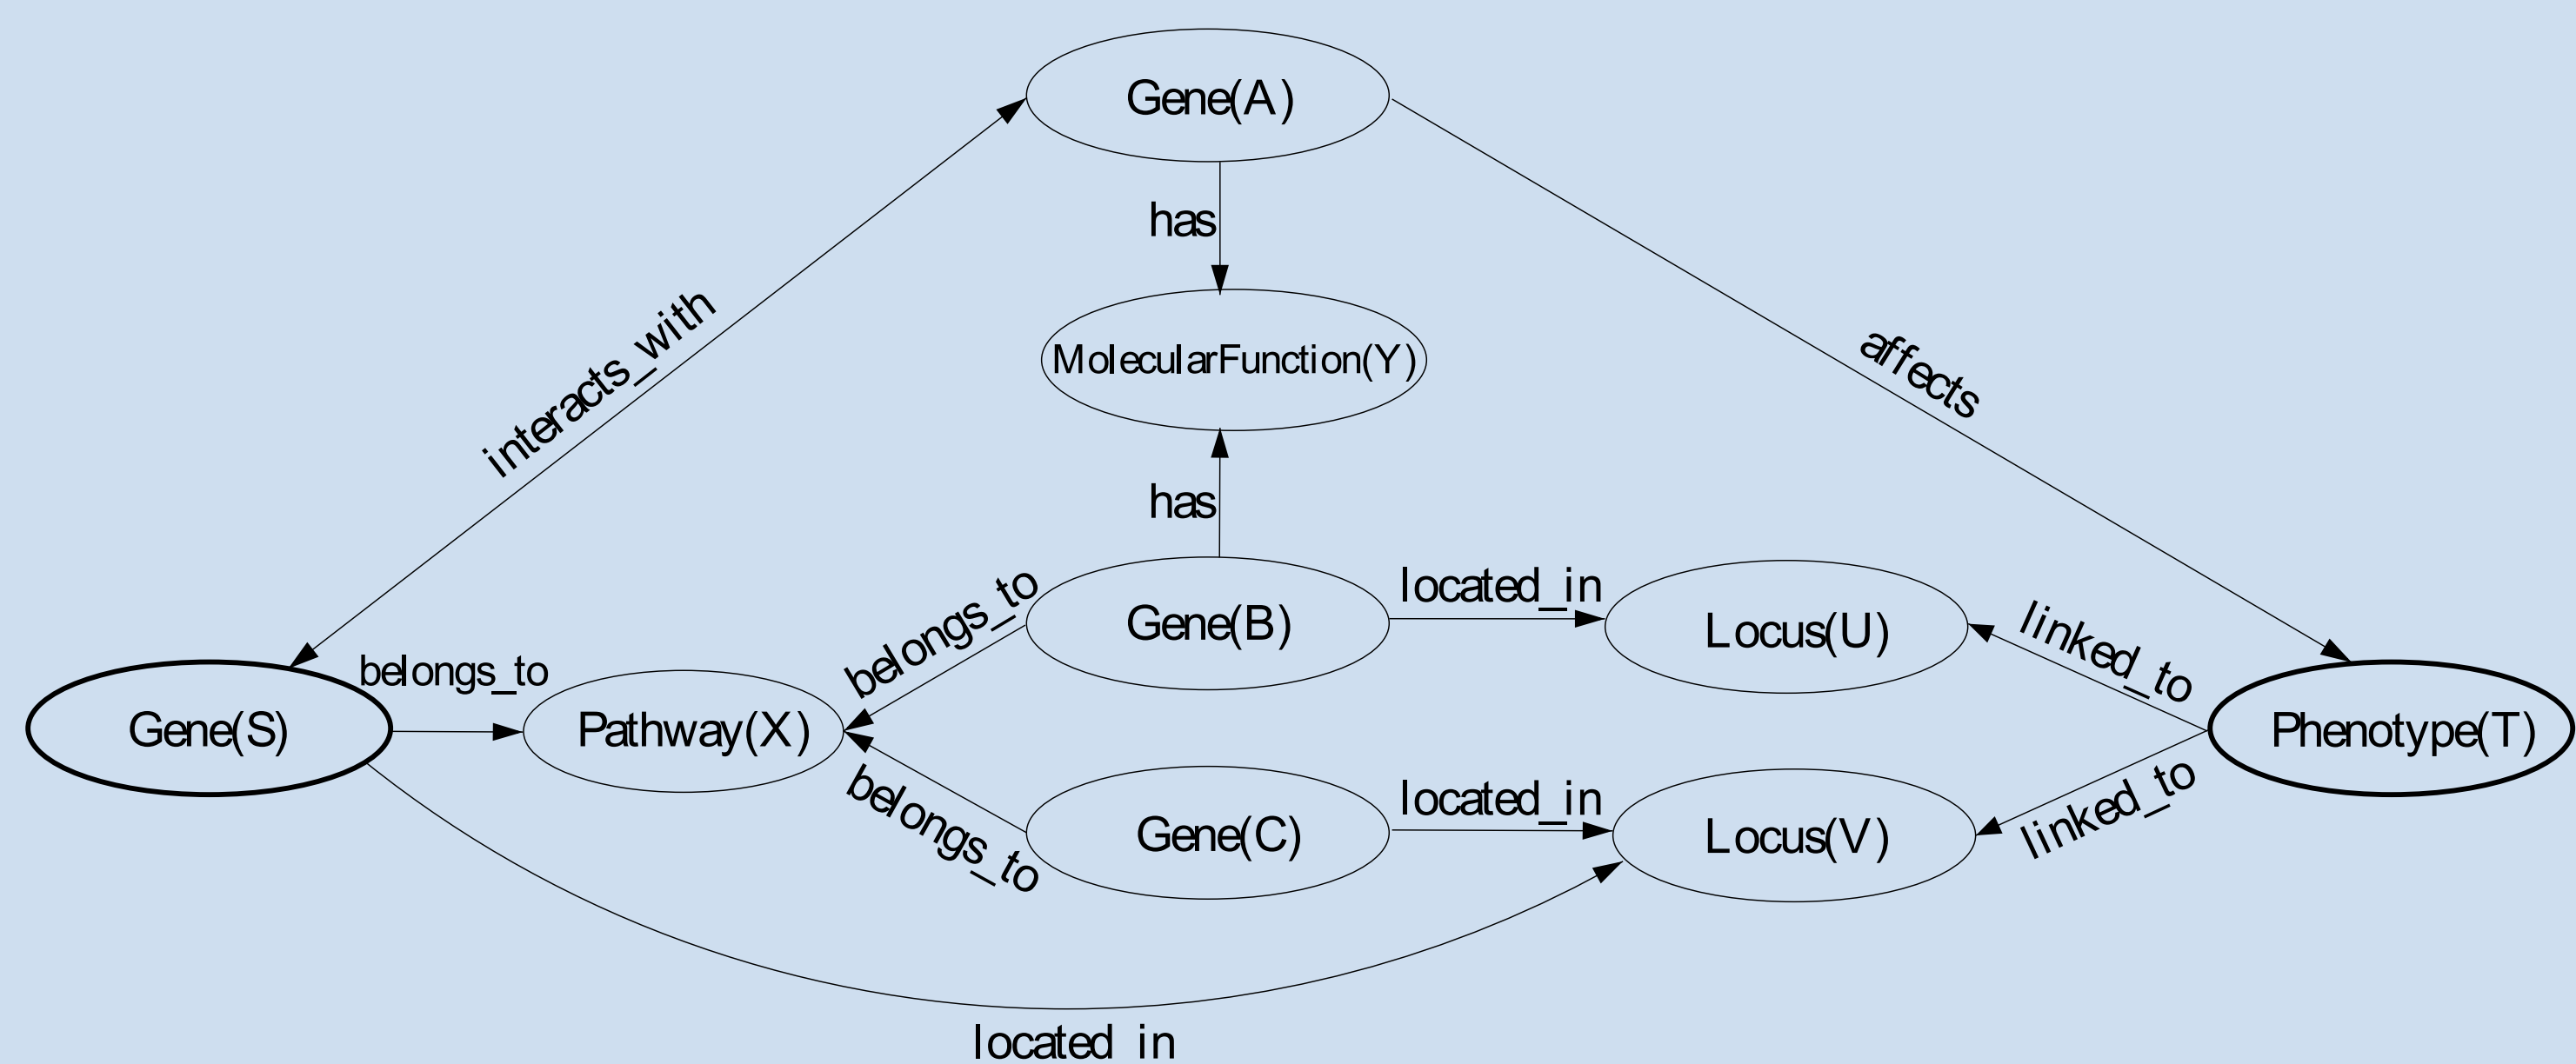 Gene(A)
has
interacts_with
affects
MolecularFunction(Y)
has
belongs_to
Gene(B)
located_in
Locus(U)
linked_to
belongs_to
Gene(S)
Pathway(X)
Phenotype(T)
belongs_to
Gene(C)
located_in
Locus(V)
linked_to
located_in